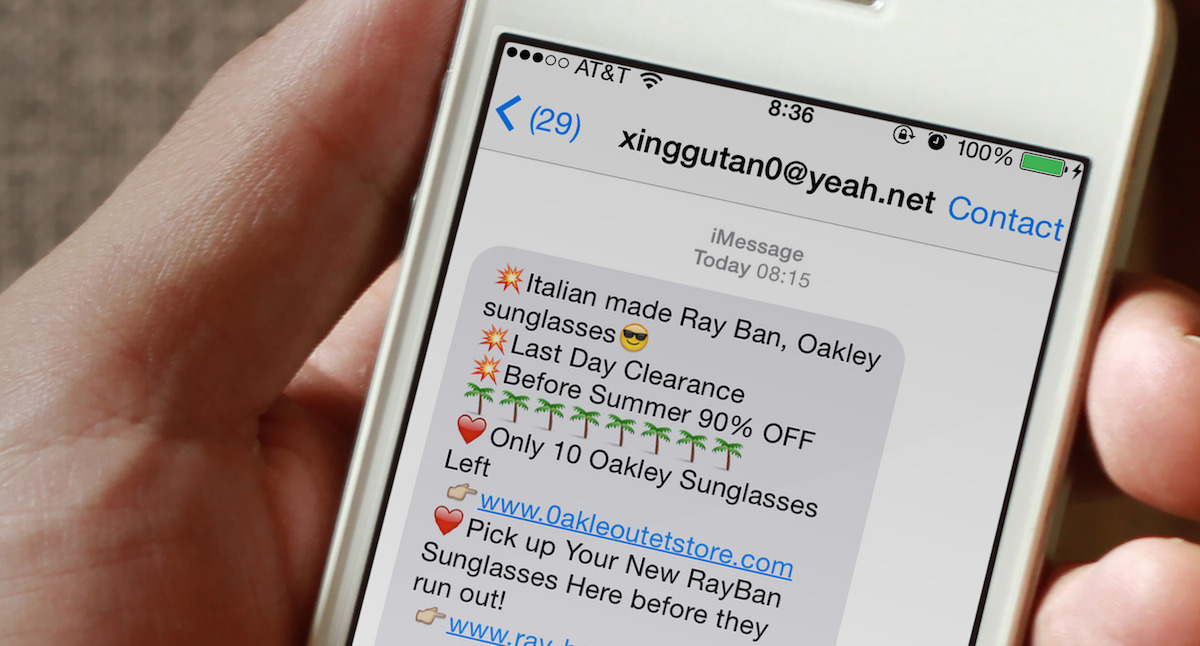 AT&T 8:36 100%
(29) xinggutan0@yeah.net Contact
iMessage
Today 08:15
💥Italian made Ray Ban, Oakley
sunglasses😎
💥Last Day Clearance
💥Before Summer 90% OFF
🌴🌴🌴🌴🌴🌴🌴🌴
❤️Only 10 Oakley Sunglasses
Left
👉www.0akleoutetstore.com
❤️Pick up Your New RayBan
Sunglasses Here before they
run out!
👉www.ray-